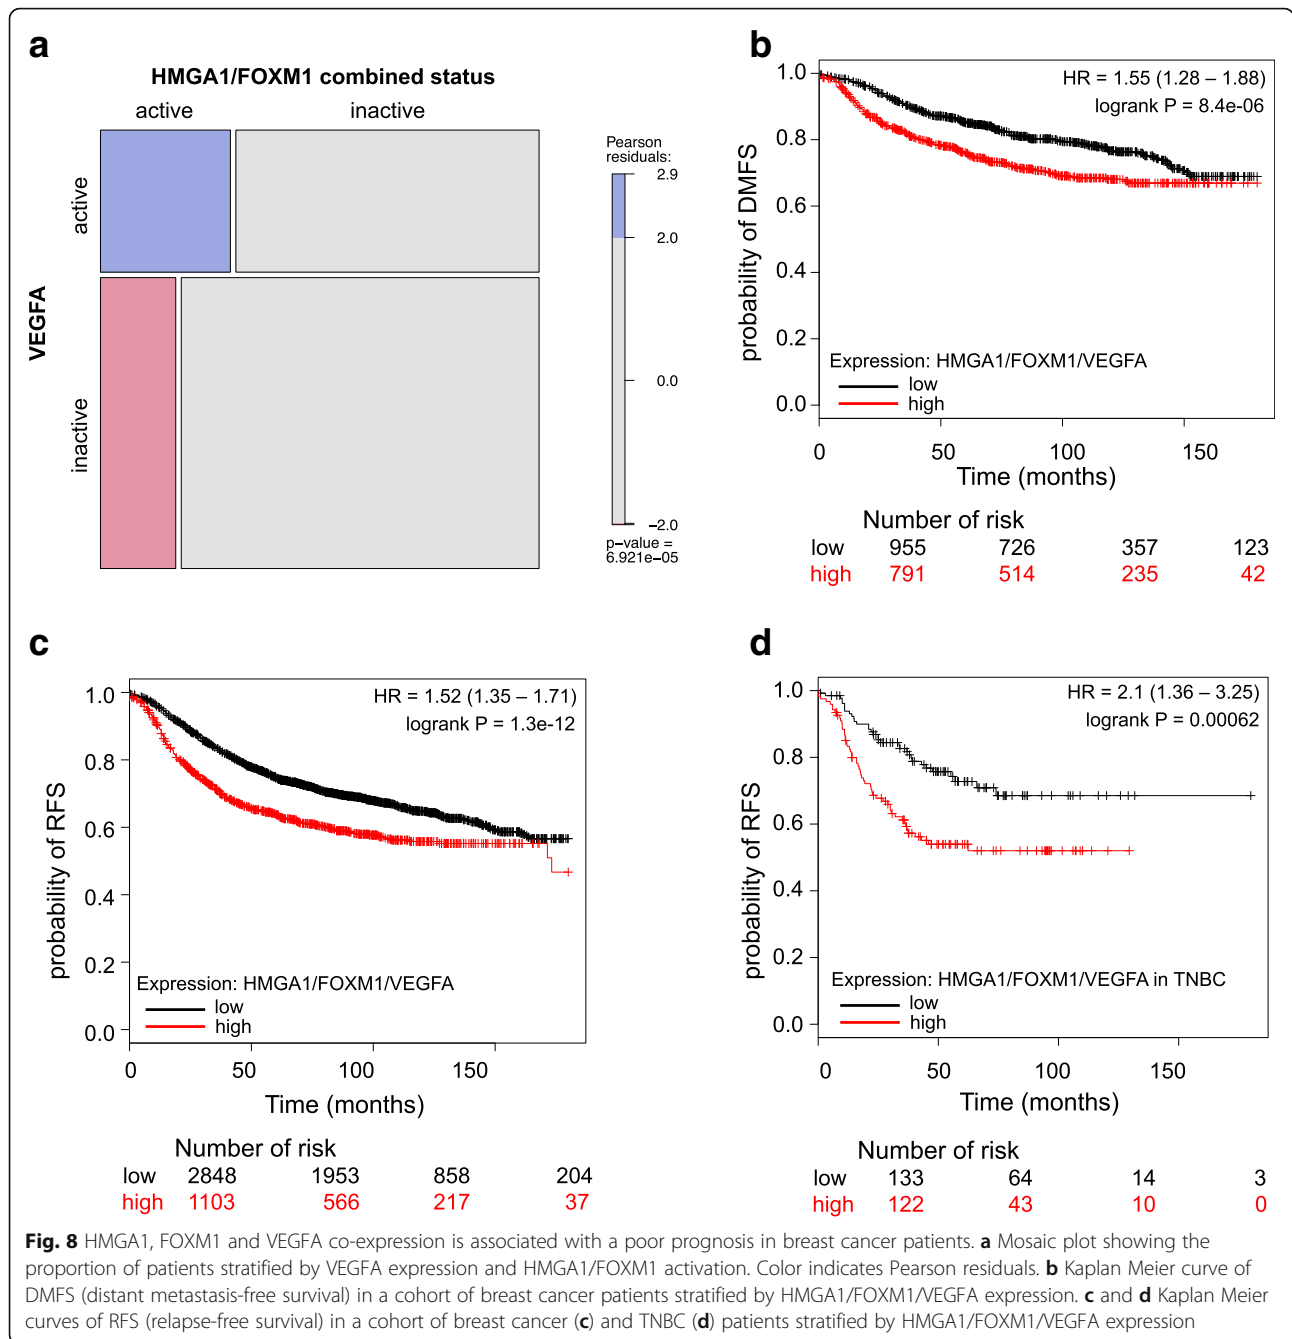 a
HMGA1/FOXM1 combined status
active inactive
VEGFA
active
inactive
Pearson
residuals:
2.9
2.0
0.0
−2.0
p−value =
6.921e−05
b
HR = 1.55 (1.28 – 1.88)
logrank P = 8.4e-06
probability of DMFS
1.0
0.8
0.6
0.4
0.2
0.0
Expression: HMGA1/FOXM1/VEGFA
low
high
0 50 100 150
Time (months)
Number of risk
low 955 726 357 123
high 791 514 235 42
c
HR = 1.52 (1.35 – 1.71)
logrank P = 1.3e-12
probability of RFS
1.0
0.8
0.6
0.4
0.2
0.0
Expression: HMGA1/FOXM1/VEGFA
low
high
0 50 100 150
Time (months)
Number of risk
low 2848 1953 858 204
high 1103 566 217 37
d
HR = 2.1 (1.36 – 3.25)
logrank P = 0.00062
probability of RFS
1.0
0.8
0.6
0.4
0.2
0.0
Expression: HMGA1/FOXM1/VEGFA in TNBC
low
high
0 50 100 150
Time (months)
Number of risk
low 133 64 14 3
high 122 43 10 0
Fig. 8 HMGA1, FOXM1 and VEGFA co-expression is associated with a poor prognosis in breast cancer patients. a Mosaic plot showing the
proportion of patients stratified by VEGFA expression and HMGA1/FOXM1 activation. Color indicates Pearson residuals. b Kaplan Meier curve of
DMFS (distant metastasis-free survival) in a cohort of breast cancer patients stratified by HMGA1/FOXM1/VEGFA expression. c and d Kaplan Meier
curves of RFS (relapse-free survival) in a cohort of breast cancer (c) and TNBC (d) patients stratified by HMGA1/FOXM1/VEGFA expression